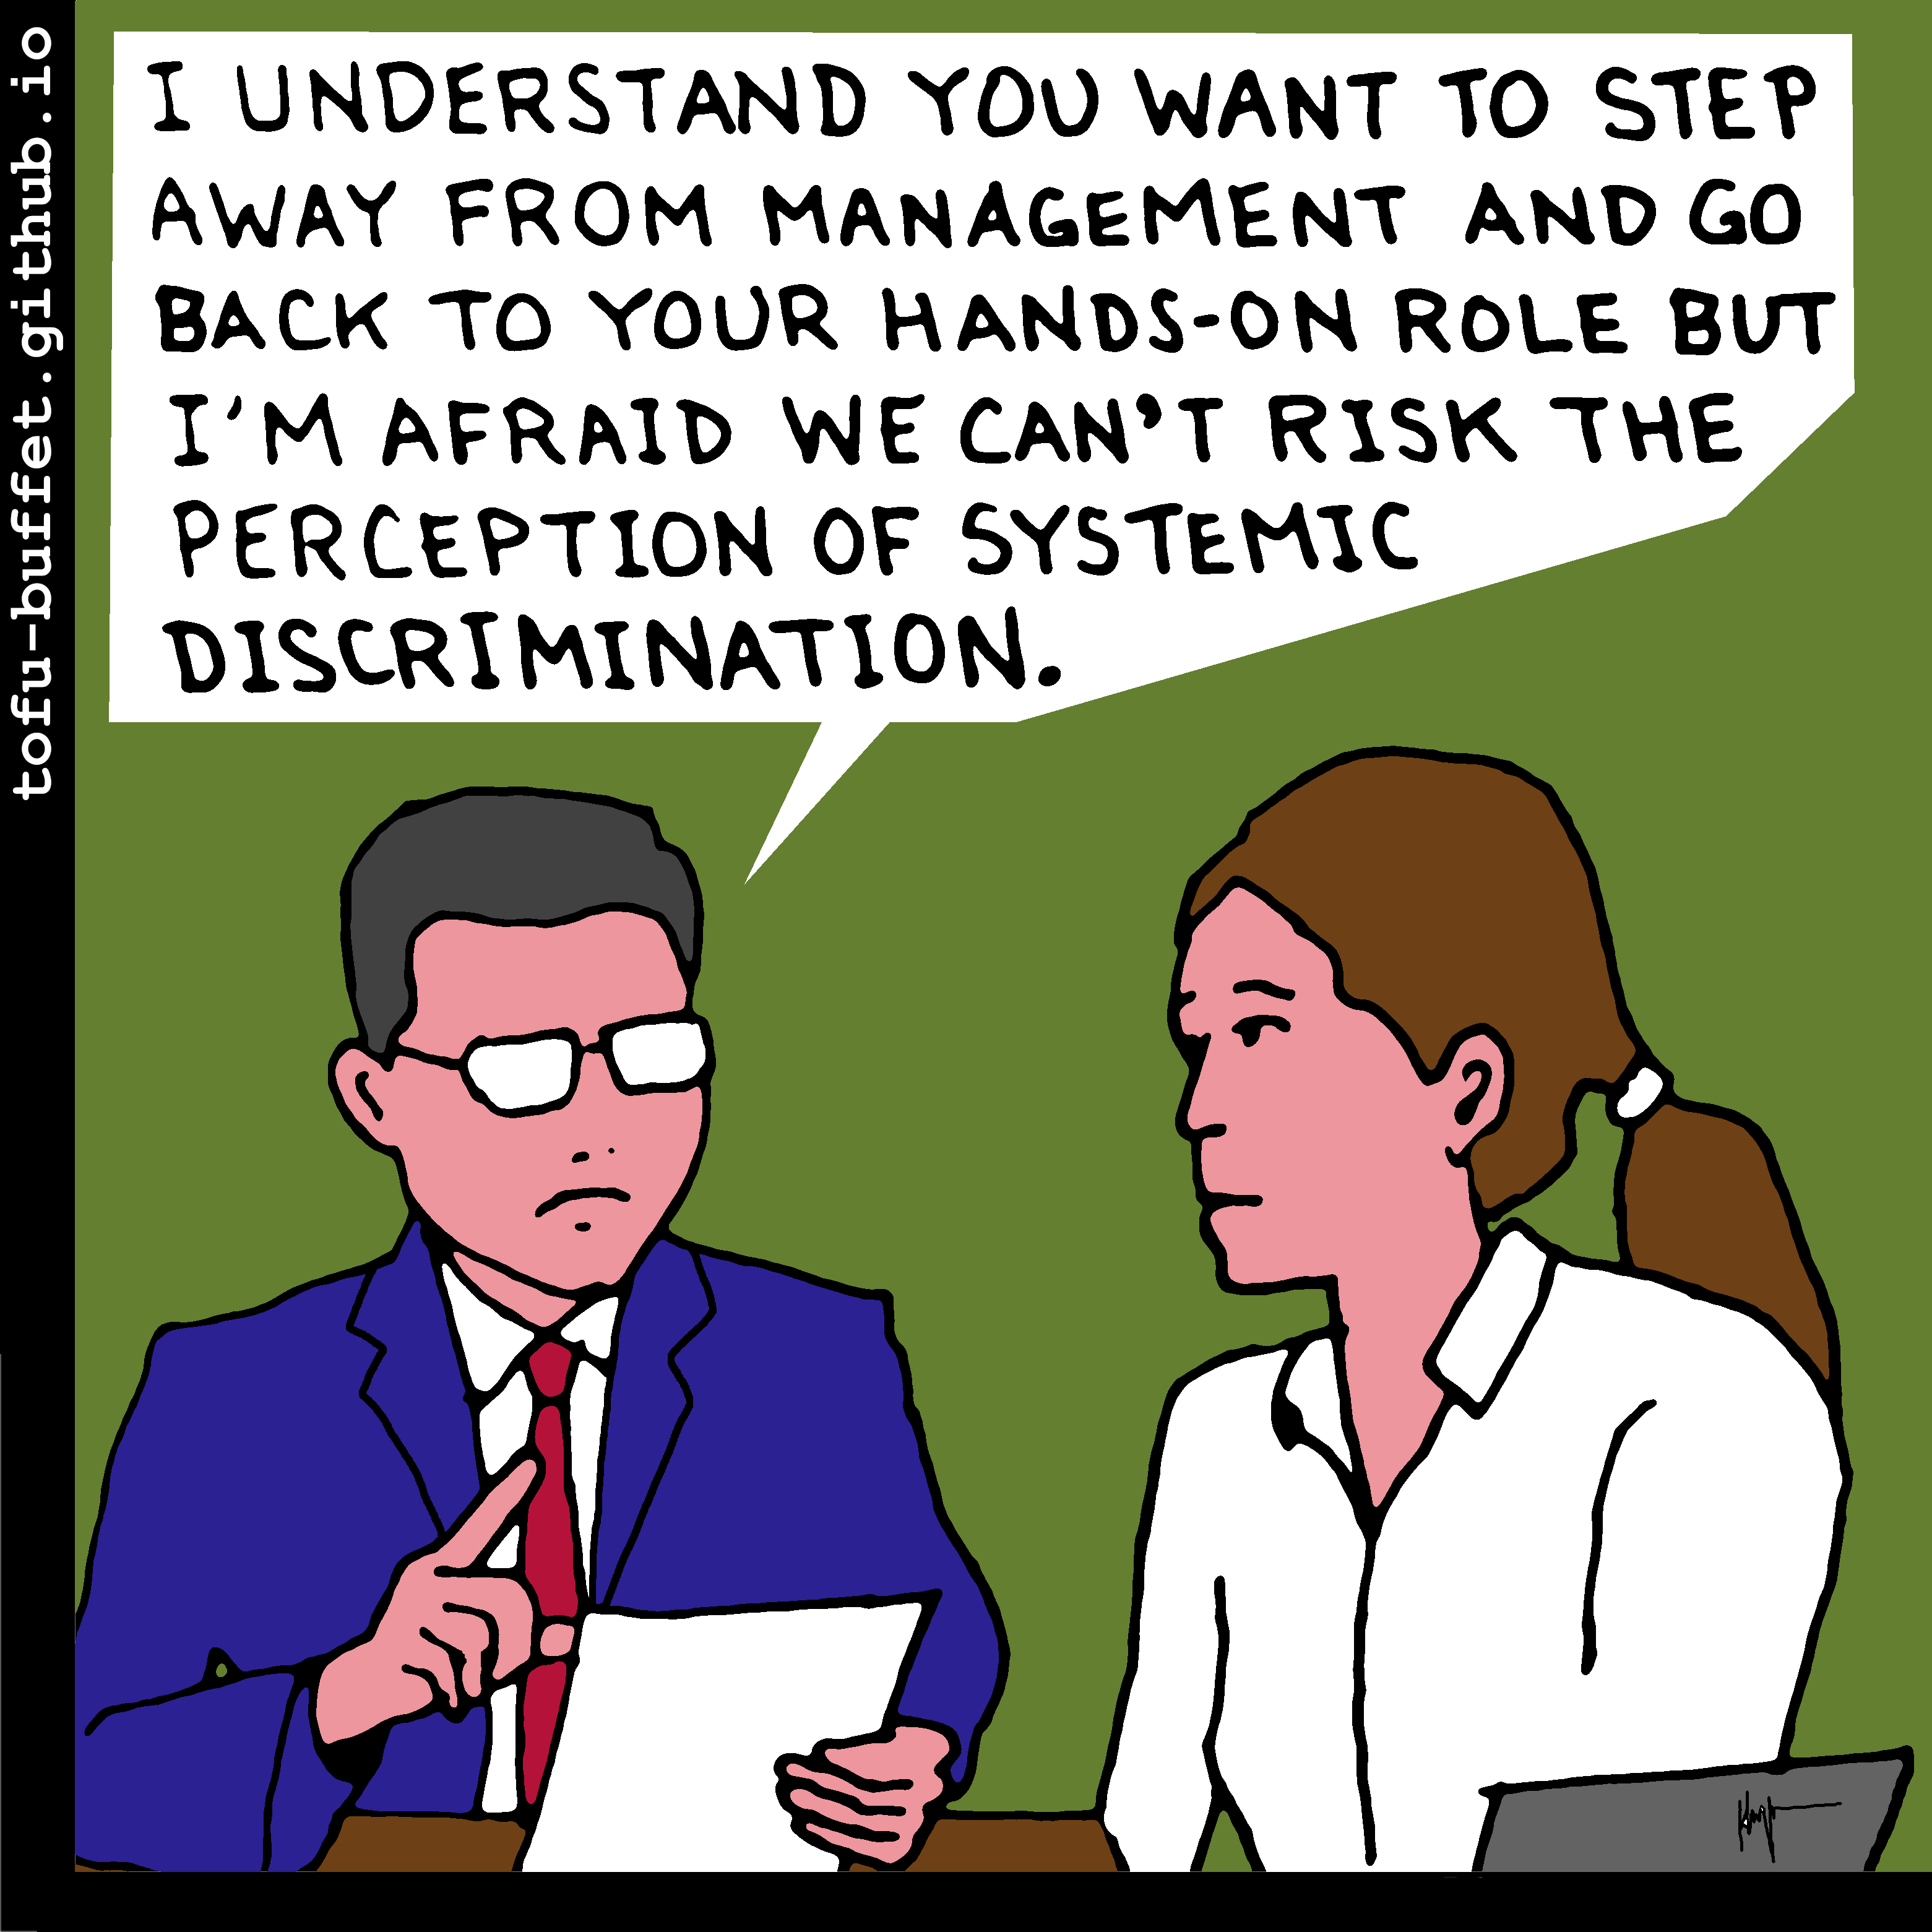 tofu-buffet.github.io
I UNDERSTAND YOU WANT TO STEP
AWAY FROM MANAGEMENT AND GO
BACK TO YOUR HANDS-ON ROLE BUT
I'M AFRAID WE CAN'T RISK THE
PERCEPTION OF SYSTEMIC
DISCRIMINATION.